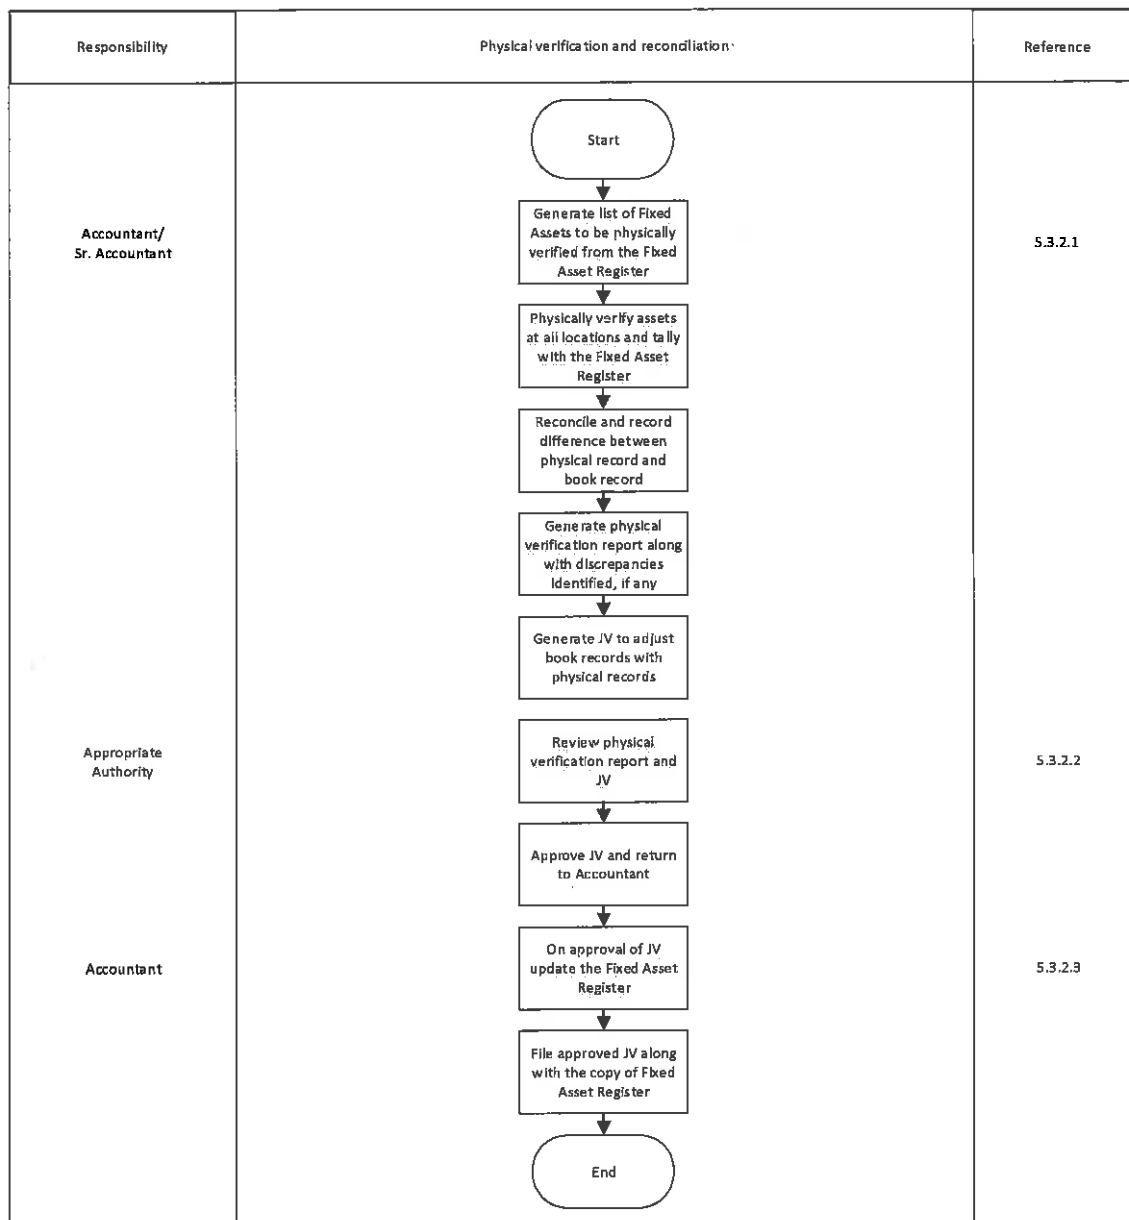 Responsibility
Physical verification and reconciliation
Reference
Start
Accountant/
Sr. Accountant
Generate list of Fixed
Assets to be physically
verified from the Fixed
Asset Register
5.3.2.1
Physically verify assets
at all locations and tally
with the Fixed Asset
Register
Reconcile and record
difference between
physical record and
book record
Generate physical
verification report along
with discrepancies
identified, if any
Generate JV to adjust
book records with
physical records
Appropriate
Authority
Review physical
verification report and
JV
5.3.2.2
Approve JV and return
to Accountant
Accountant
On approval of JV
update the Fixed Asset
Register
5.3.2.3
File approved JV along
with the copy of Fixed
Asset Register
End